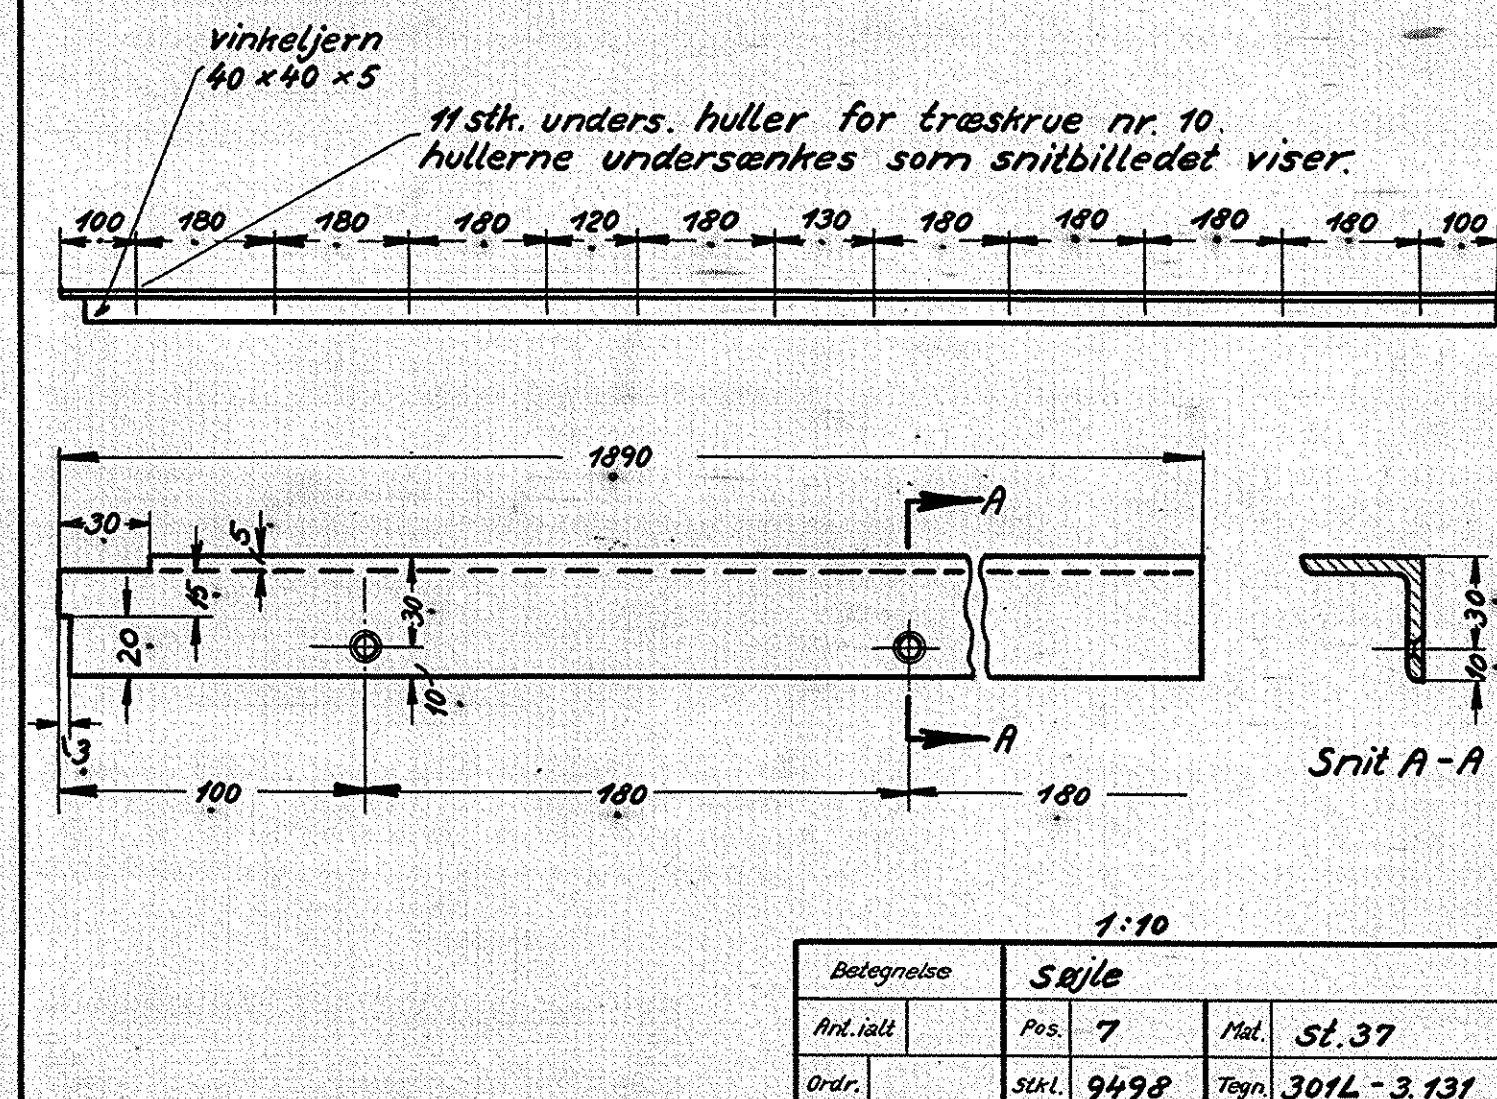 vinkeljern
40 x 40 x 5
11 stk. unders. huller for træskrue nr. 10.
hullerne undersænkes som snitbilledet viser.
100 180 180 180 120 180 130 180 180 180 180 100
1890
A
30 5
15 30 30
20
10 10
A
3
Snit A - A
100 180 180
1:10
Betegnelse søjle
Ant. ialt Pos. 7 Mat. st. 37
Ordr. Stkl. 9498 Tegn. 301L - 3.131